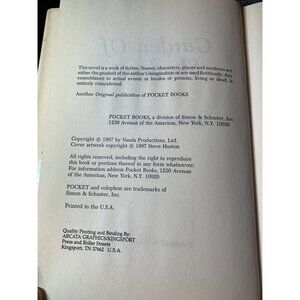 Garden Of
This novel is a work of fiction. Names, characters, places and incidents are
either the product of the author's imagination or are used fictitiously. Any
resemblance to actual events or locales or persons, living or dead, is
entirely coincidental.
Another Original publication of POCKET BOOKS
POCKET BOOKS, a division of Simon & Schuster, Inc.
1230 Avenue of the Americas, New York, N.Y. 10020
Copyright © 1987 by Vanda Productions, Ltd.
Cover artwork copyright © 1987 Steve Huston
All rights reserved, including the right to reproduce
this book or portions thereof in any form whatsoever.
For information address Pocket Books, 1230 Avenue
of the Americas, New York, N.Y. 10020
POCKET and colophon are trademarks of
Simon & Schuster, Inc.
Printed in the U.S.A.
Quality Printing and Binding By:
ARCATA GRAPHICS/KINGSPORT
Press and Roller Streets
Kingsport, TN 37662 U.S.A.